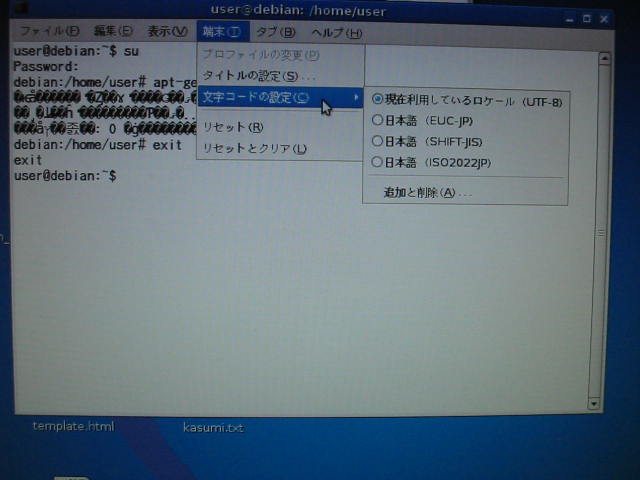 user@debian: /home/user
ファイル(F) 編集(E) 表示(V) 端末(T) タブ(B) ヘルプ(H)
user@debian:~$ su
Password:
debian:/home/user# apt-ge
debian:/home/user# exit
exit
user@debian:~$
プロファイルの変更(P)
タイトルの設定(S)...
文字コードの設定(C)
リセット(R)
リセットとクリア(L)
現在利用しているロケール (UTF-8)
日本語 (EUC-JP)
日本語 (SHIFT-JIS)
日本語 (ISO2022JP)
追加と削除(A)...
template.html
kasumi.txt